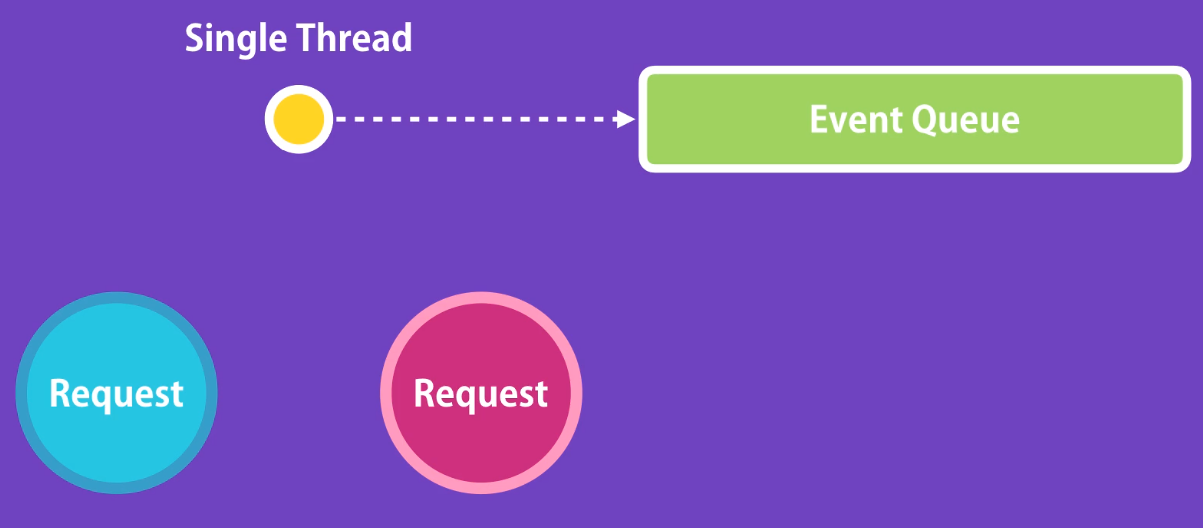 Single Thread
Event Queue
Request
Request